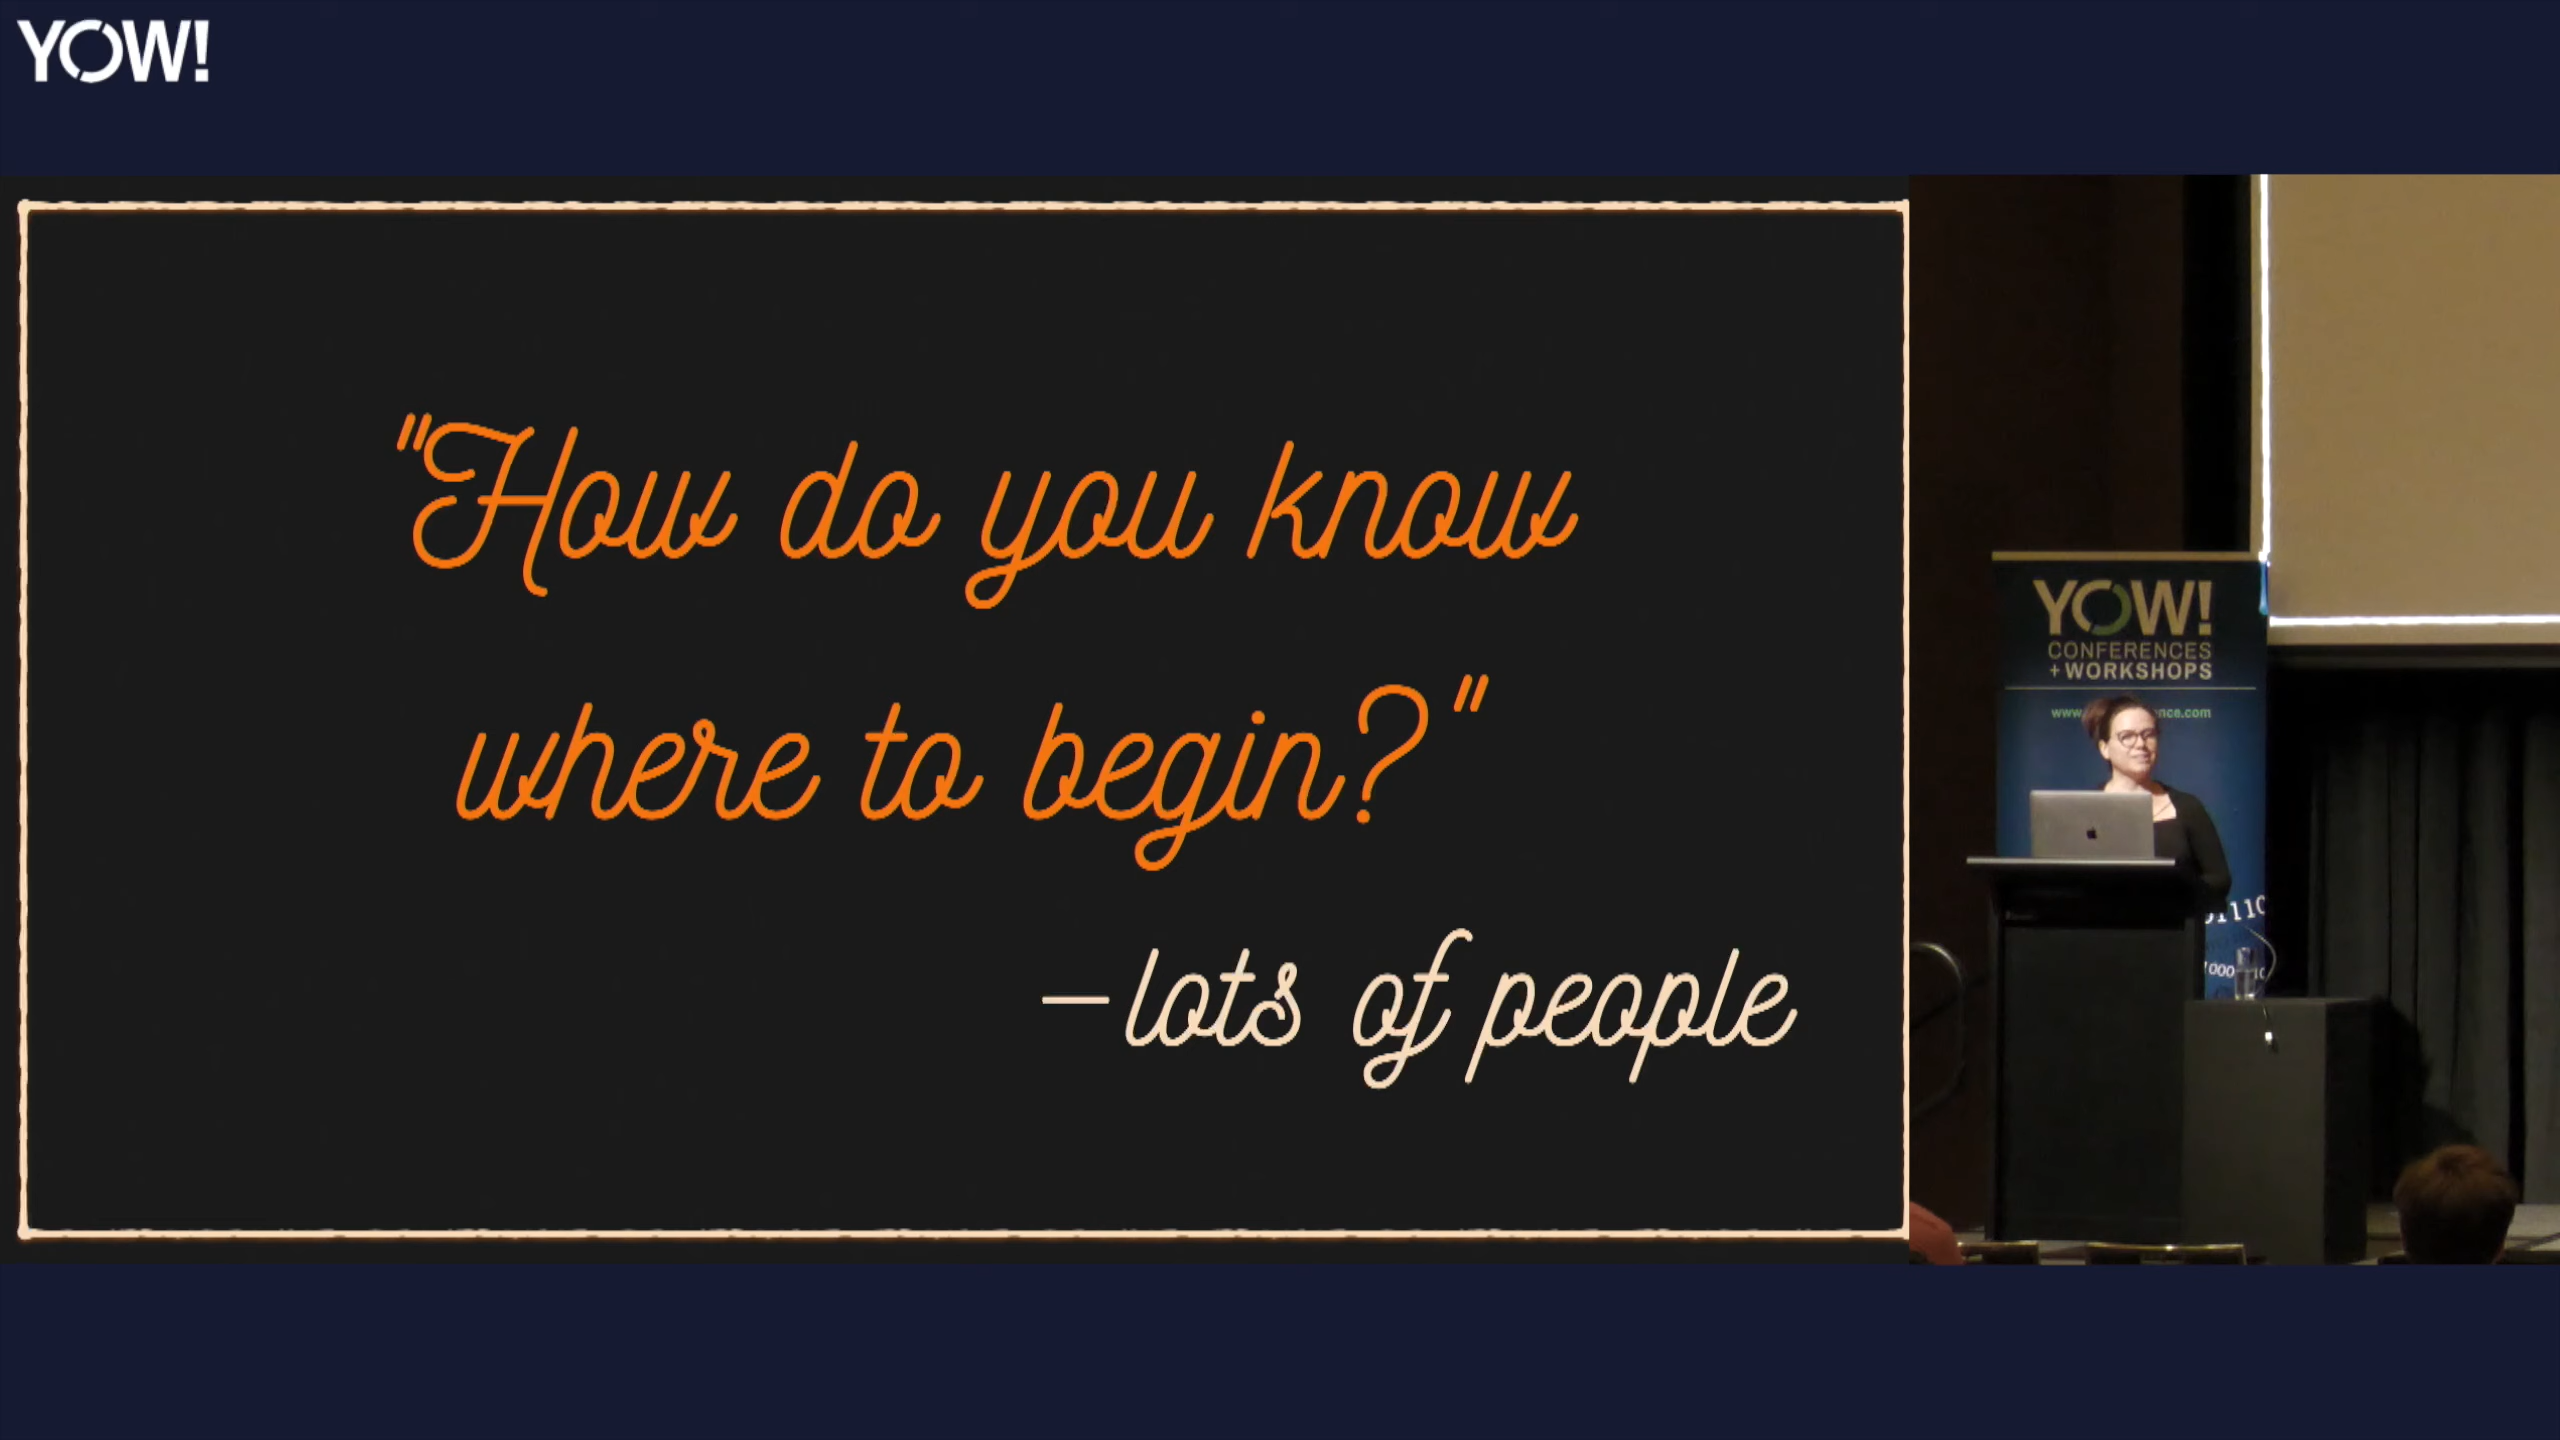 YOW!
"How do you know
where to begin?"
—lots of people
YOW!
CONFERENCES
+WORKSHOPS